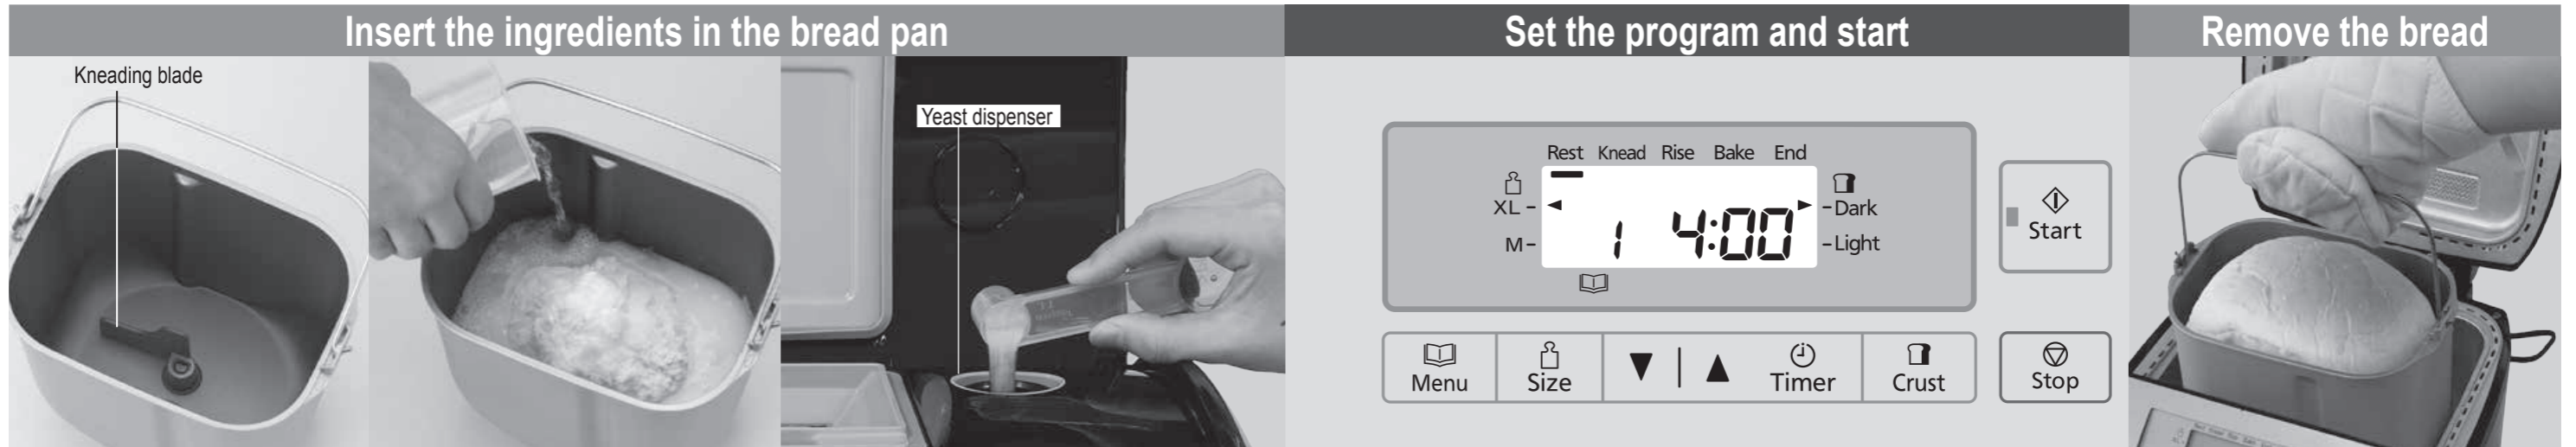 Insert the ingredients in the bread pan
Set the program and start
Remove the bread
Kneading blade
Yeast dispenser
Rest Knead Rise Bake End
XL -
M -
1 4:00
- Dark
- Light
Start
Menu
Size
Timer
Crust
Stop